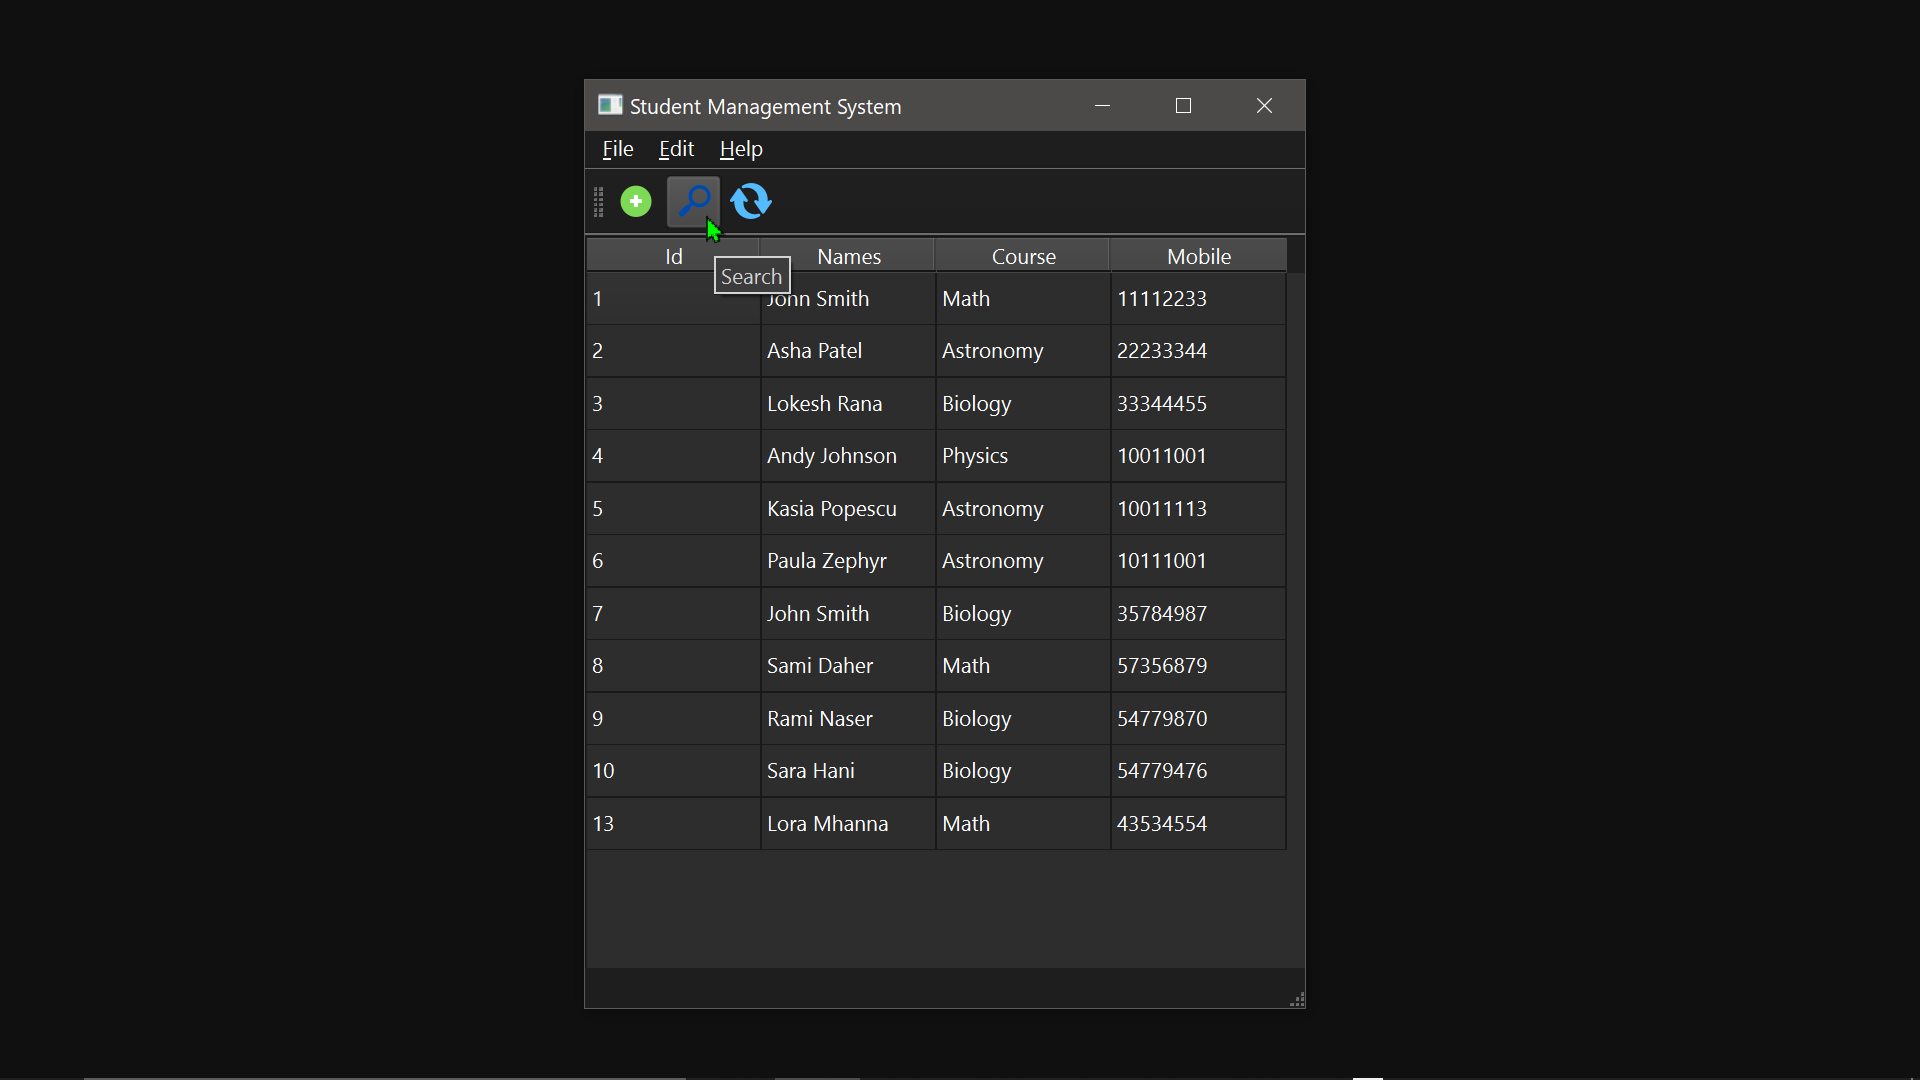 Student Management System
File Edit Help
Id Names Course Mobile
Search
1 John Smith Math 11112233
2 Asha Patel Astronomy 22233344
3 Lokesh Rana Biology 33344455
4 Andy Johnson Physics 10011001
5 Kasia Popescu Astronomy 10011113
6 Paula Zephyr Astronomy 10111001
7 John Smith Biology 35784987
8 Sami Daher Math 57356879
9 Rami Naser Biology 54779870
10 Sara Hani Biology 54779476
13 Lora Mhanna Math 43534554